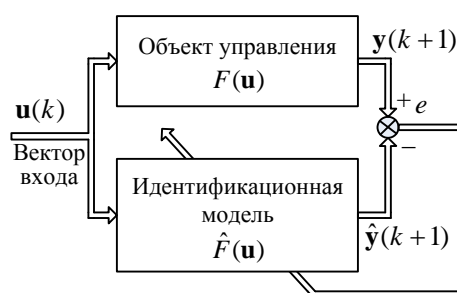 Объект управления
F(u)
y(k+1)
u(k)
+ e
Вектор
входа
−
Идентификационная
модель
F̂(u)
ŷ(k+1)